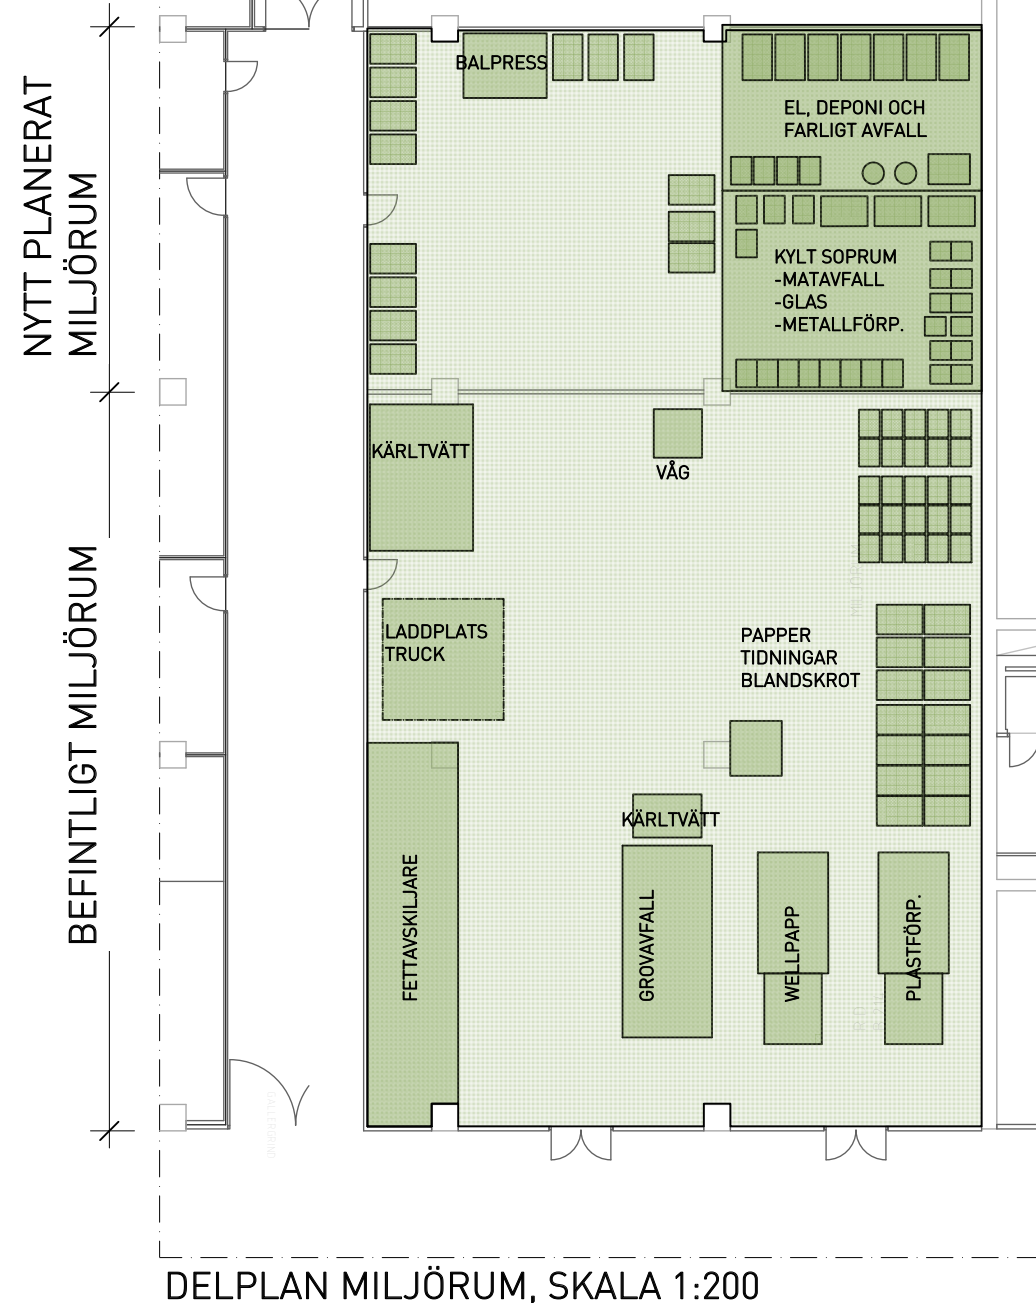 NYTT PLANERAT
MILJÖRUM
BALPRESS
EL, DEPONI OCH
FARLIGT AVFALL
KYLT SOPRUM
-MATAVFALL
-GLAS
-METALLFÖRP.
BEFINTLIGT MILJÖRUM
KÄRLTVÄTT
VÅG
MILJÖRUM
LADDPLATS
TRUCK
PAPPER
TIDNINGAR
BLANDSKROT
KÄRLTVÄTT
FETTAVSKILJARE
GROVAVFALL
WELLPAPP
PLASTFÖRP.
DELPLAN MILJÖRUM, SKALA 1:200